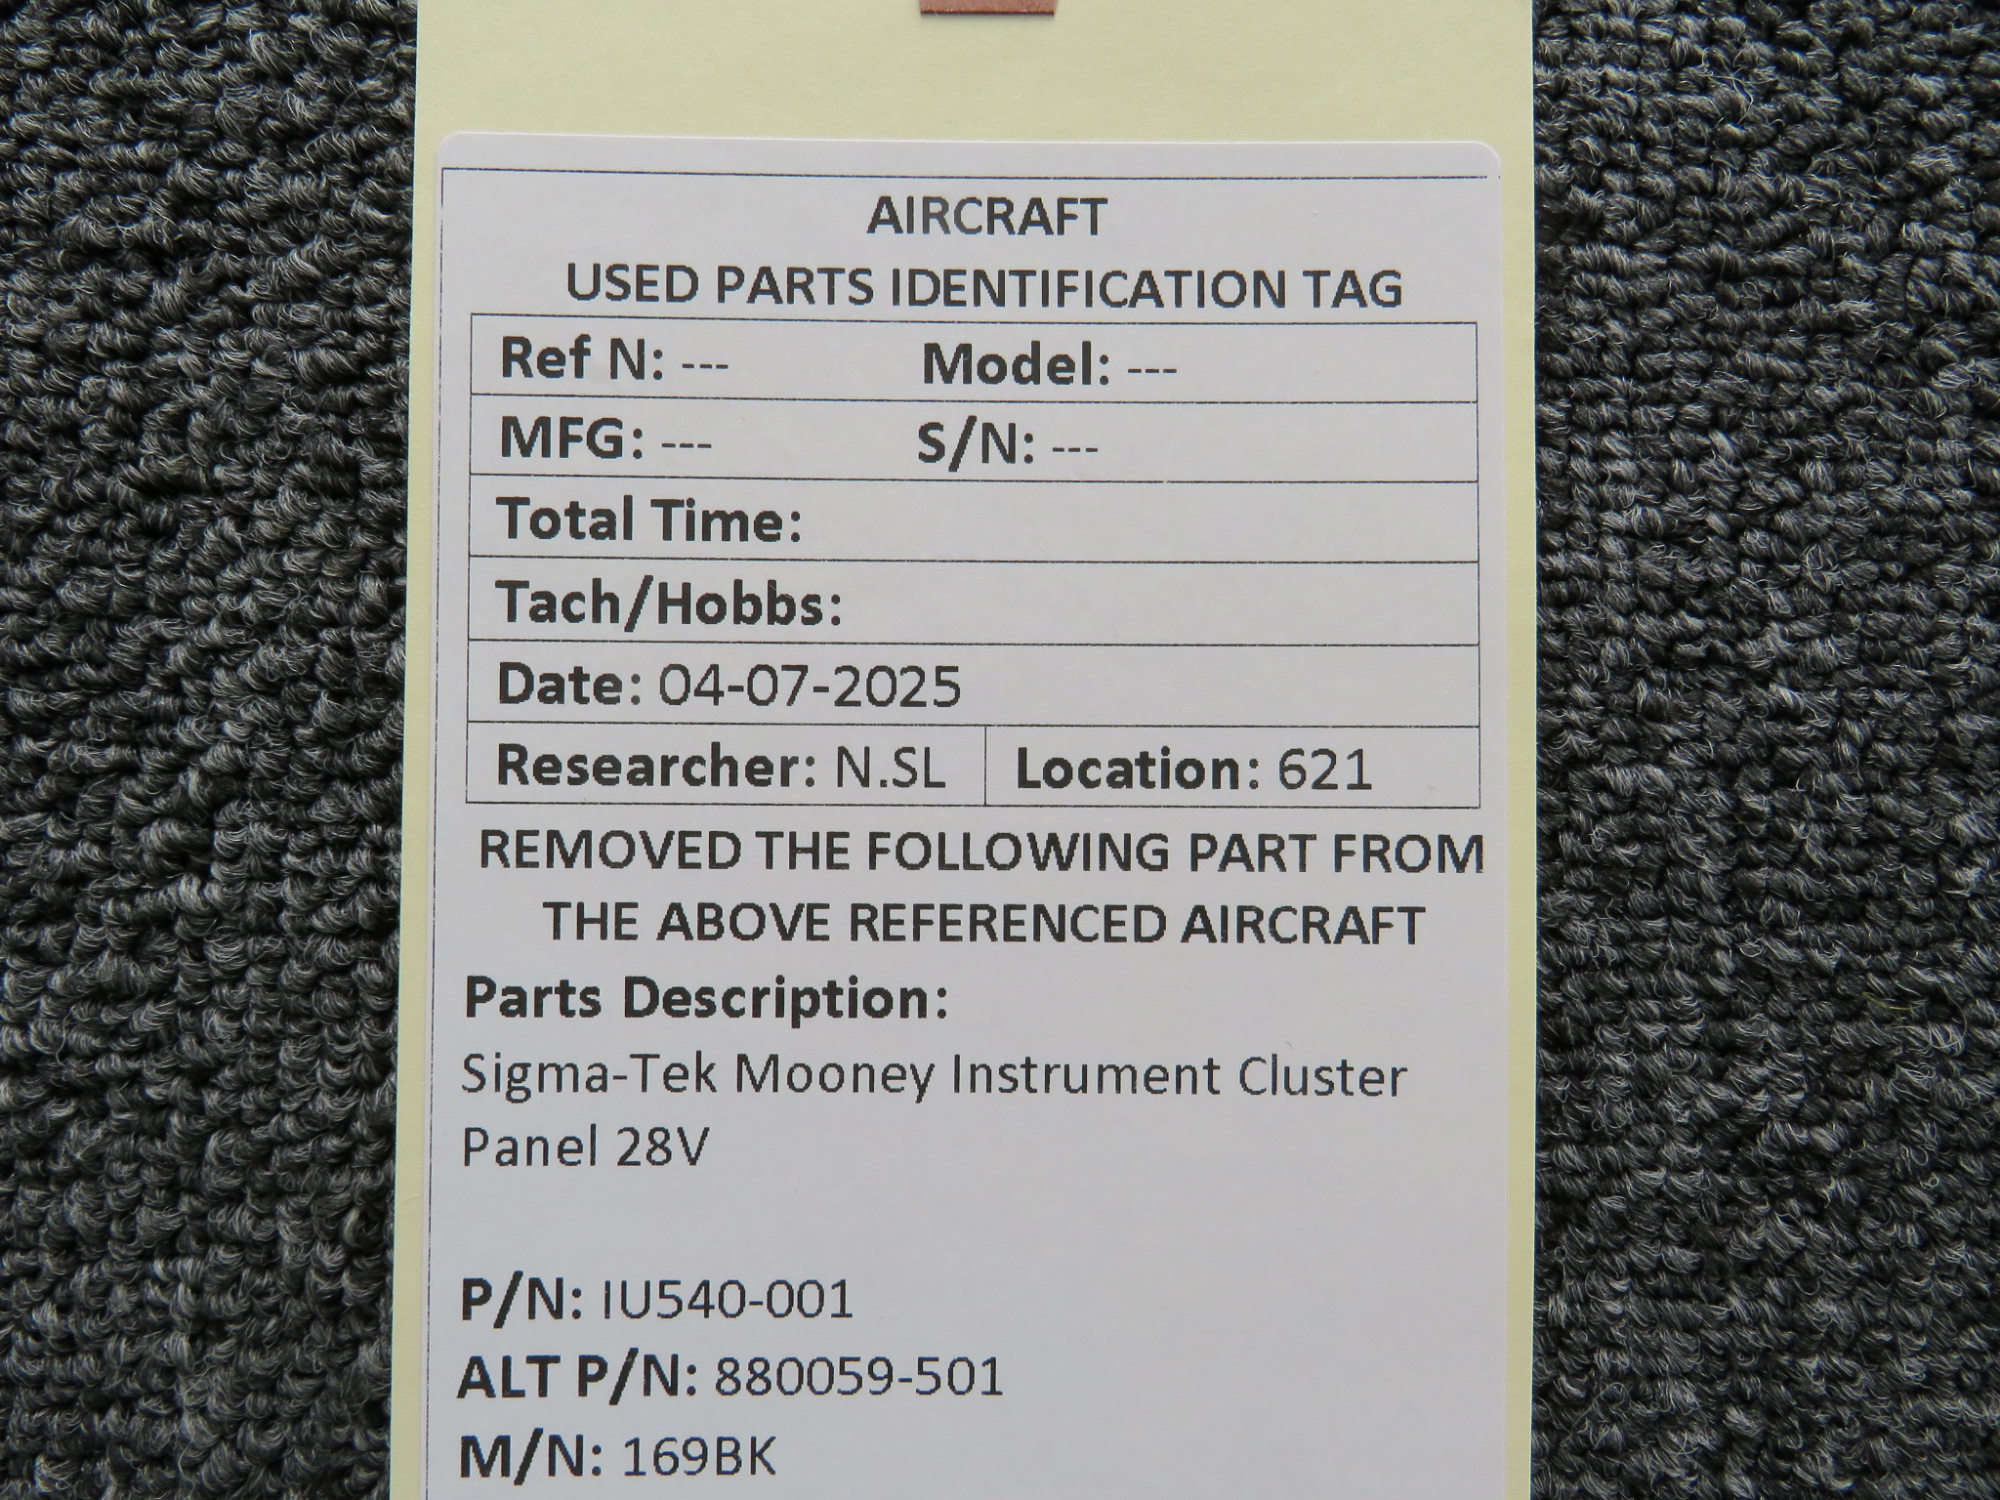 AIRCRAFT
USED PARTS IDENTIFICATION TAG
Ref N: --- Model: ---
MFG: --- S/N: ---
Total Time:
Tach/Hobbs:
Date: 04-07-2025
Researcher: N.SL Location: 621
REMOVED THE FOLLOWING PART FROM
THE ABOVE REFERENCED AIRCRAFT
Parts Description:
Sigma-Tek Mooney Instrument Cluster
Panel 28V
P/N: IU540-001
ALT P/N: 880059-501
M/N: 169BK